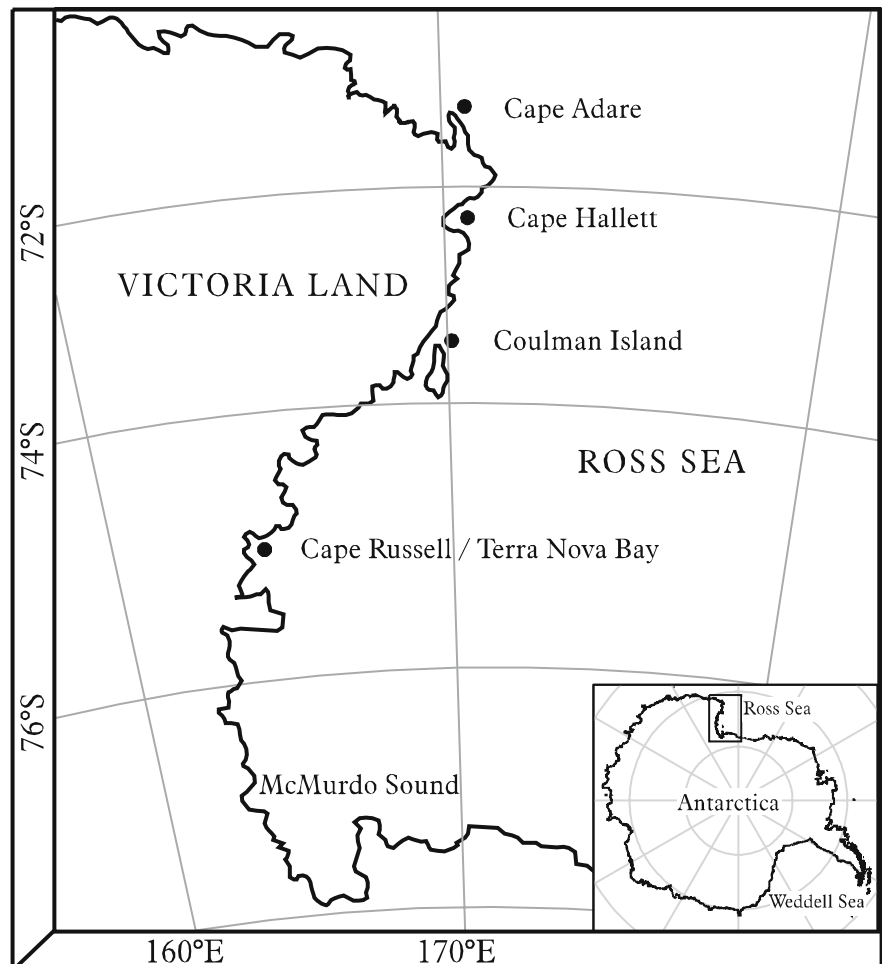 Cape Adare
72°S
Cape Hallett
VICTORIA LAND
Coulman Island
74°S
ROSS SEA
Cape Russell / Terra Nova Bay
76°S
Ross Sea
McMurdo Sound
Antarctica
Weddell Sea
160°E
170°E